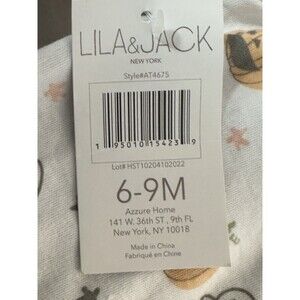 LILA&JACK
NEW YORK
Style#AT4675
1 95010 15423 9
Lot# HST10204102022
6-9M
Azzure Home
141 W. 36th ST., 9th FL
New York, NY 10018
Made in China
Fabriqué en Chine